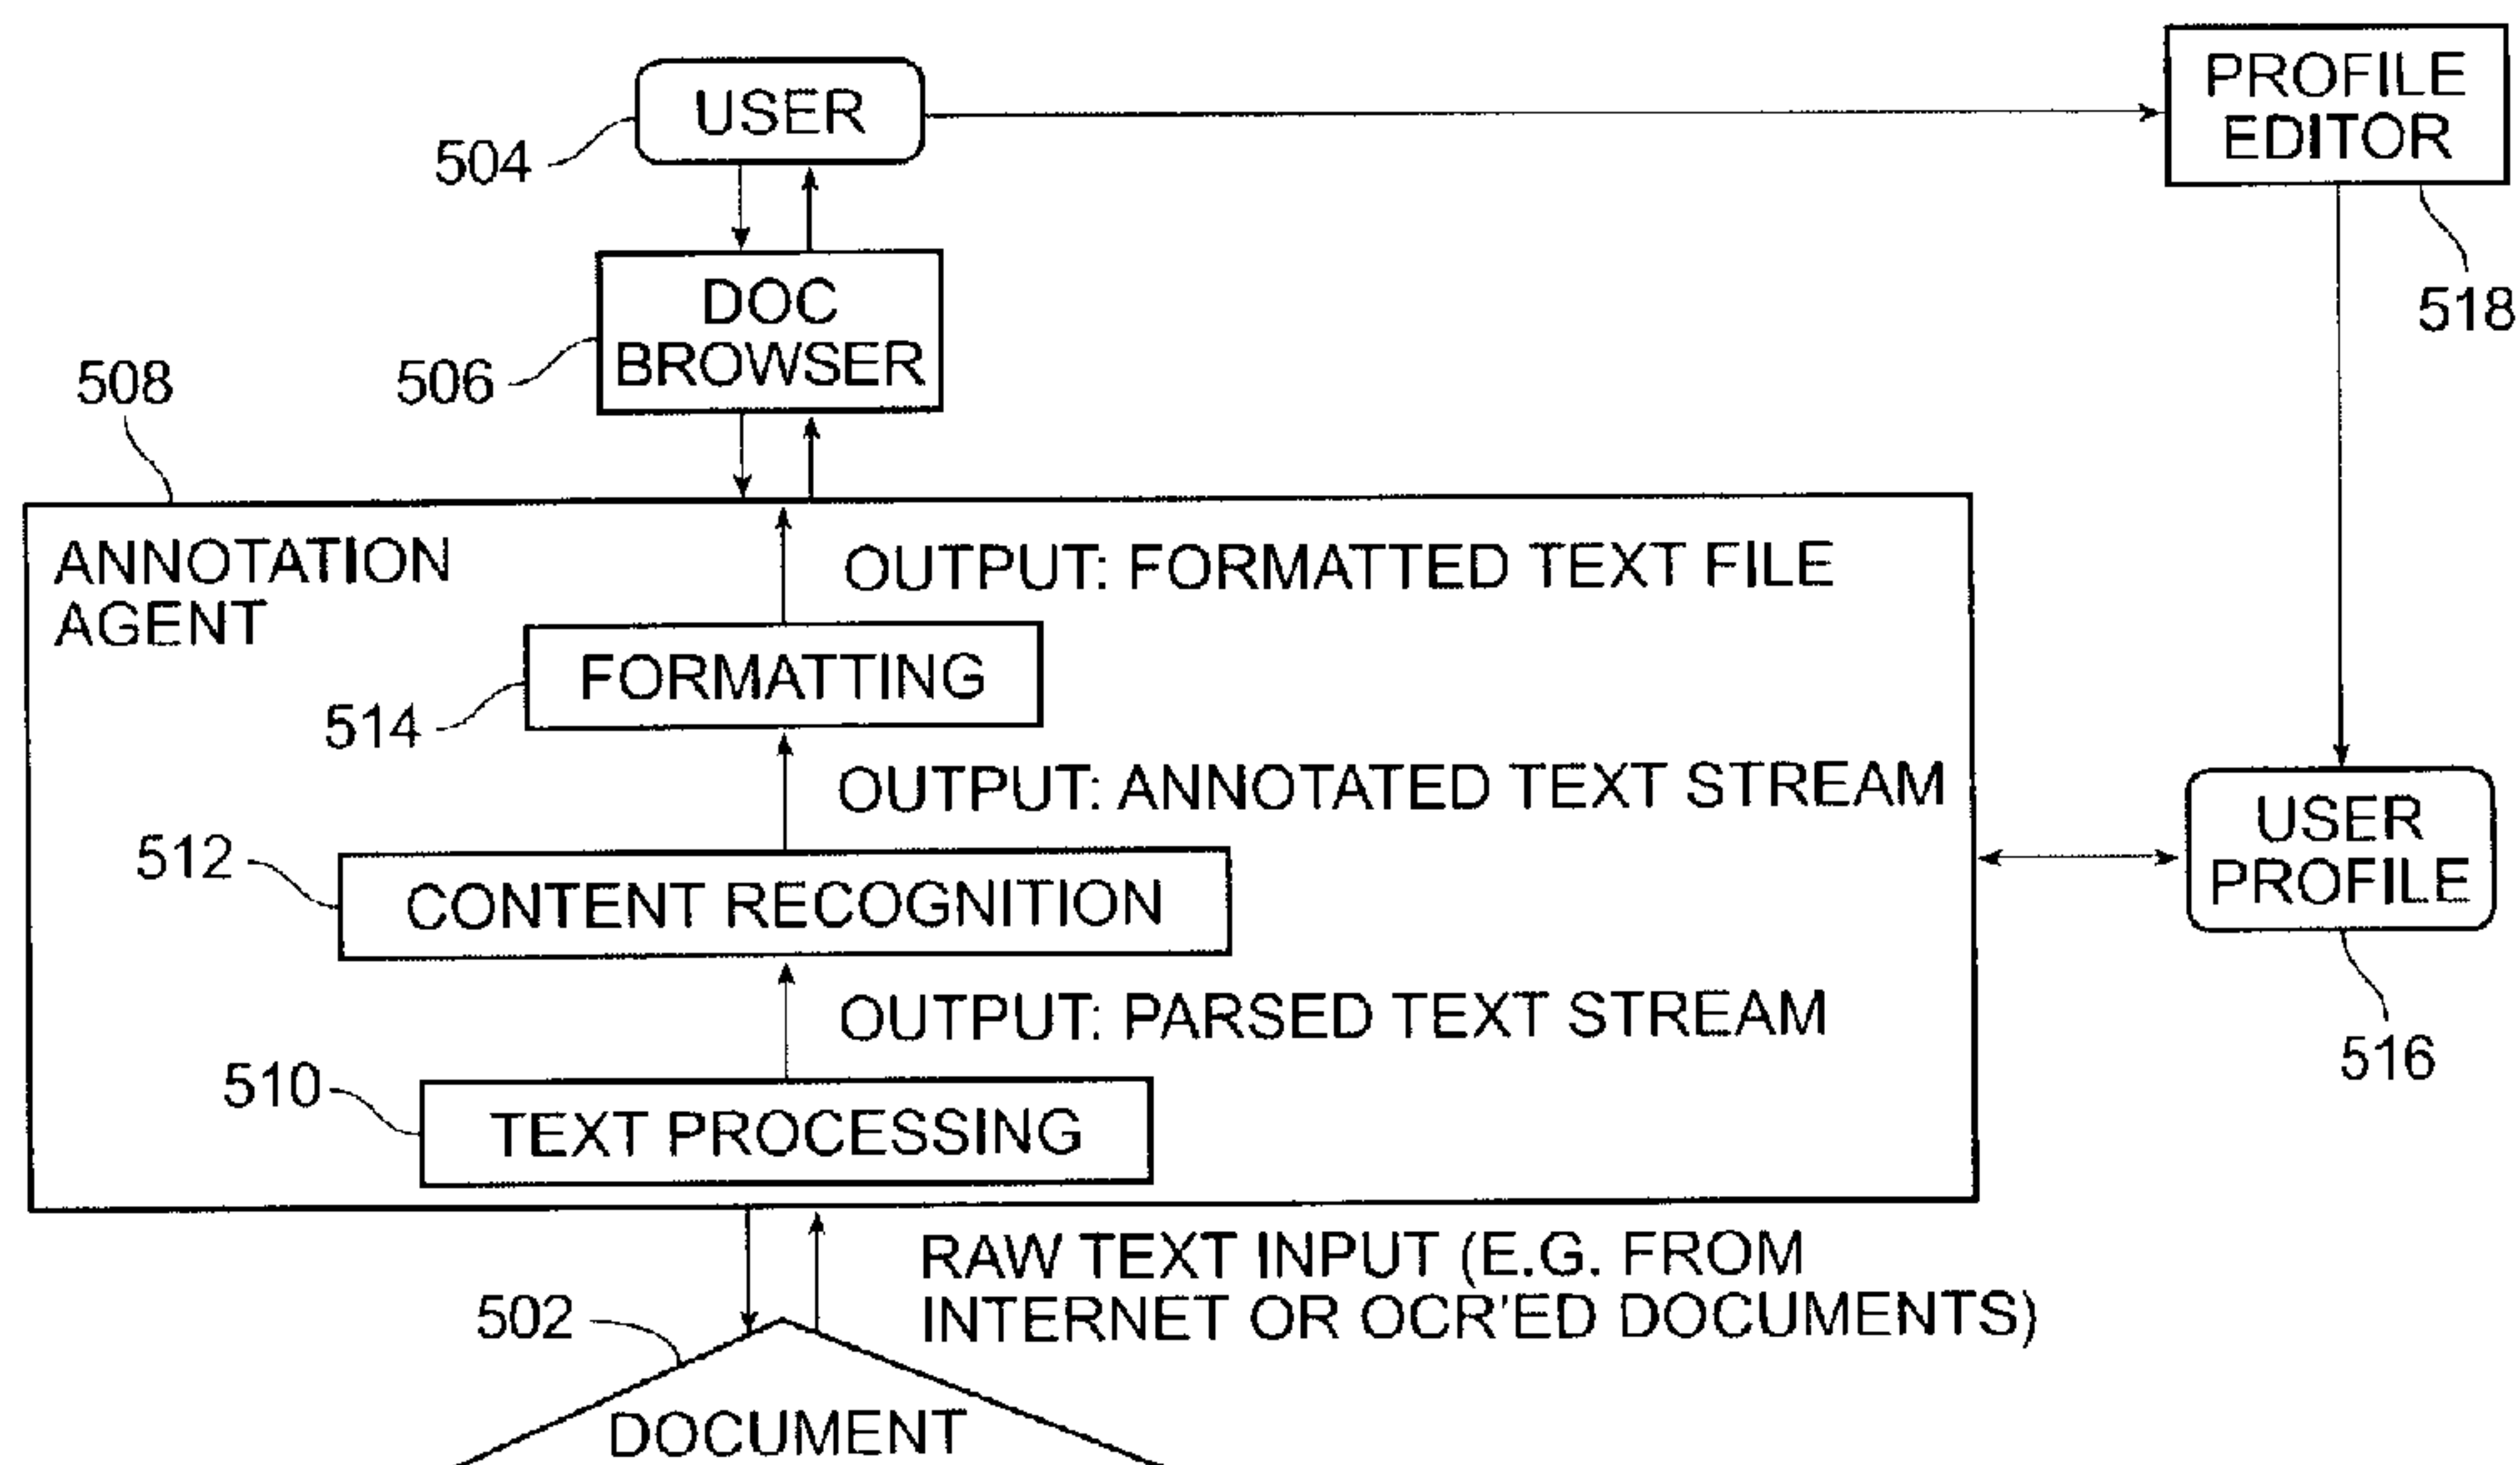 USER
504
PROFILE
EDITOR
518
DOC
BROWSER
506
508
ANNOTATION
AGENT
OUTPUT: FORMATTED TEXT FILE
FORMATTING
514
OUTPUT: ANNOTATED TEXT STREAM
512
CONTENT RECOGNITION
USER
PROFILE
516
OUTPUT: PARSED TEXT STREAM
510
TEXT PROCESSING
RAW TEXT INPUT (E.G. FROM
INTERNET OR OCR'ED DOCUMENTS)
502
DOCUMENT